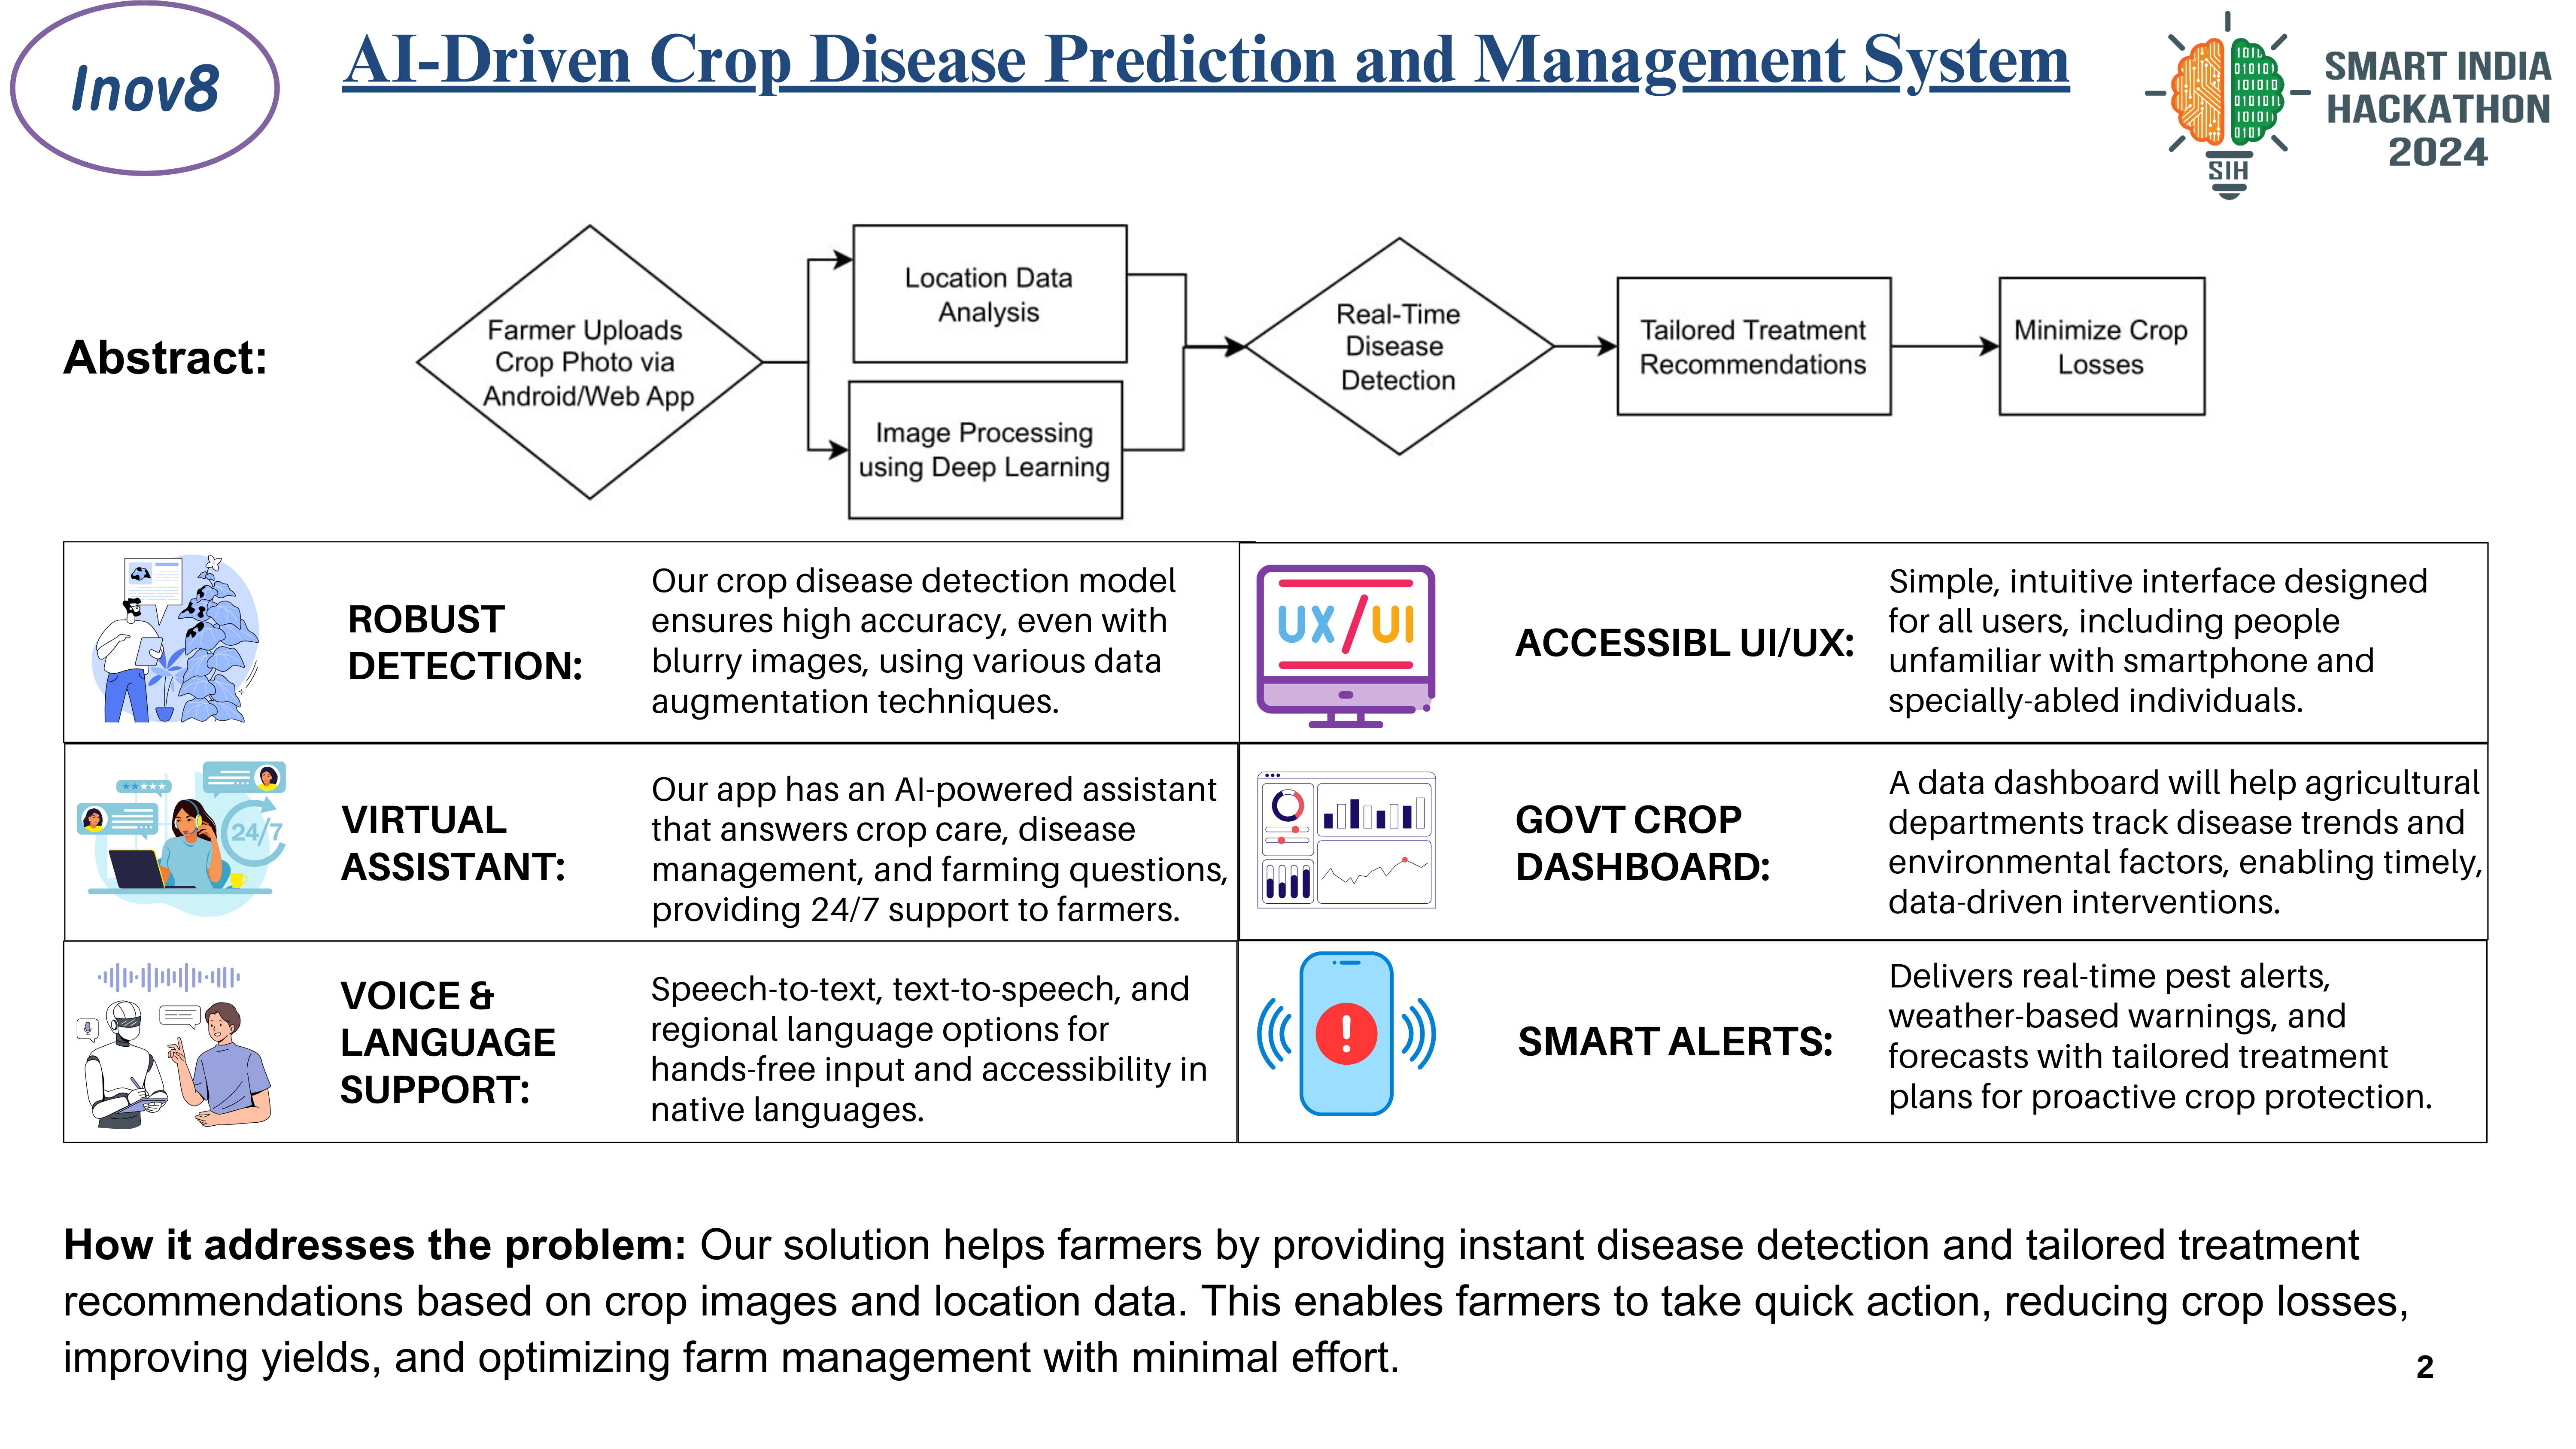 Inov8
AI-Driven Crop Disease Prediction and Management System
SMART INDIA
HACKATHON
2024
SIH
Abstract:
Farmer Uploads
Crop Photo via
Android/Web App
Location Data
Analysis
Image Processing
using Deep Learning
Real-Time
Disease
Detection
Tailored Treatment
Recommendations
Minimize Crop
Losses
ROBUST
DETECTION:
Our crop disease detection model
ensures high accuracy, even with
blurry images, using various data
augmentation techniques.
UX/UI
ACCESSIBL UI/UX:
Simple, intuitive interface designed
for all users, including people
unfamiliar with smartphone and
specially-abled individuals.
24/7
VIRTUAL
ASSISTANT:
Our app has an AI-powered assistant
that answers crop care, disease
management, and farming questions,
providing 24/7 support to farmers.
GOVT CROP
DASHBOARD:
A data dashboard will help agricultural
departments track disease trends and
environmental factors, enabling timely,
data-driven interventions.
VOICE &
LANGUAGE
SUPPORT:
Speech-to-text, text-to-speech, and
regional language options for
hands-free input and accessibility in
native languages.
SMART ALERTS:
Delivers real-time pest alerts,
weather-based warnings, and
forecasts with tailored treatment
plans for proactive crop protection.
How it addresses the problem: Our solution helps farmers by providing instant disease detection and tailored treatment
recommendations based on crop images and location data. This enables farmers to take quick action, reducing crop losses,
improving yields, and optimizing farm management with minimal effort.
2